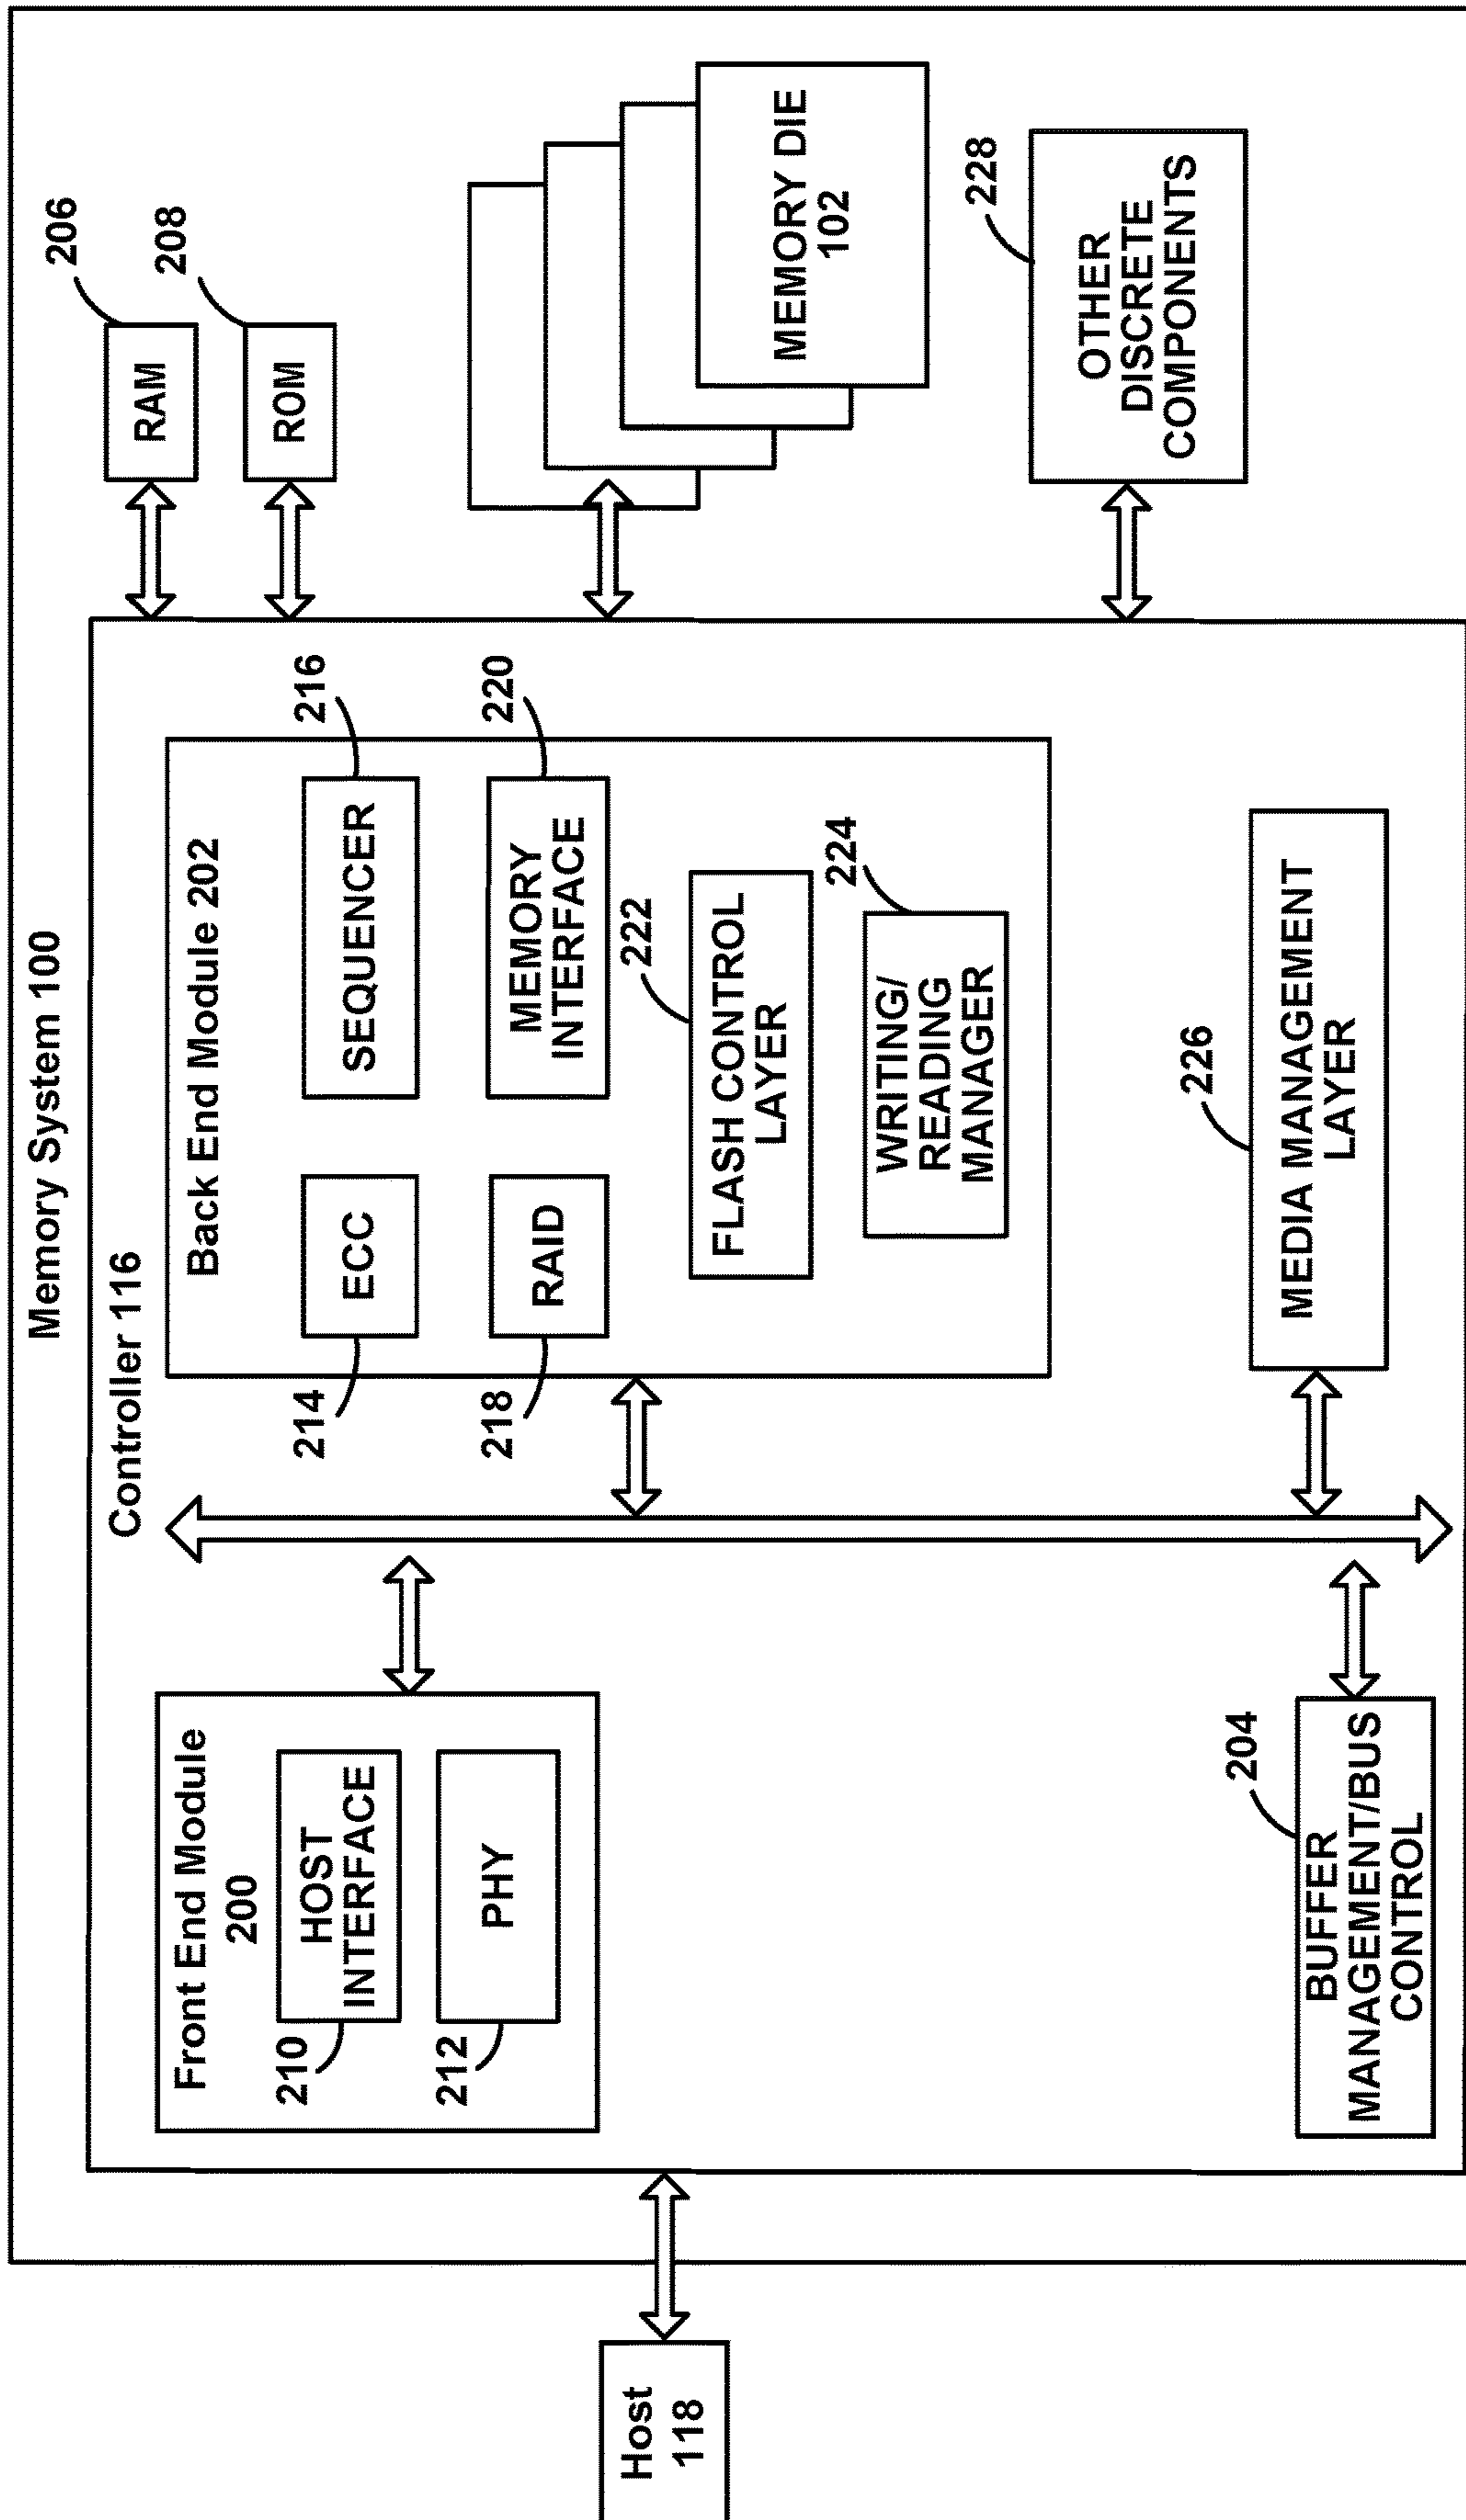 Memory System 100
Controller 116
Host
118
Front End Module
200
210
HOST
INTERFACE
212
PHY
204
BUFFER
MANAGEMENT/BUS
CONTROL
Back End Module 202
214
ECC
216
SEQUENCER
218
RAID
220
MEMORY
INTERFACE
222
FLASH CONTROL
LAYER
224
WRITING/
READING
MANAGER
226
MEDIA MANAGEMENT
LAYER
206
RAM
208
ROM
MEMORY DIE
102
228
OTHER
DISCRETE
COMPONENTS